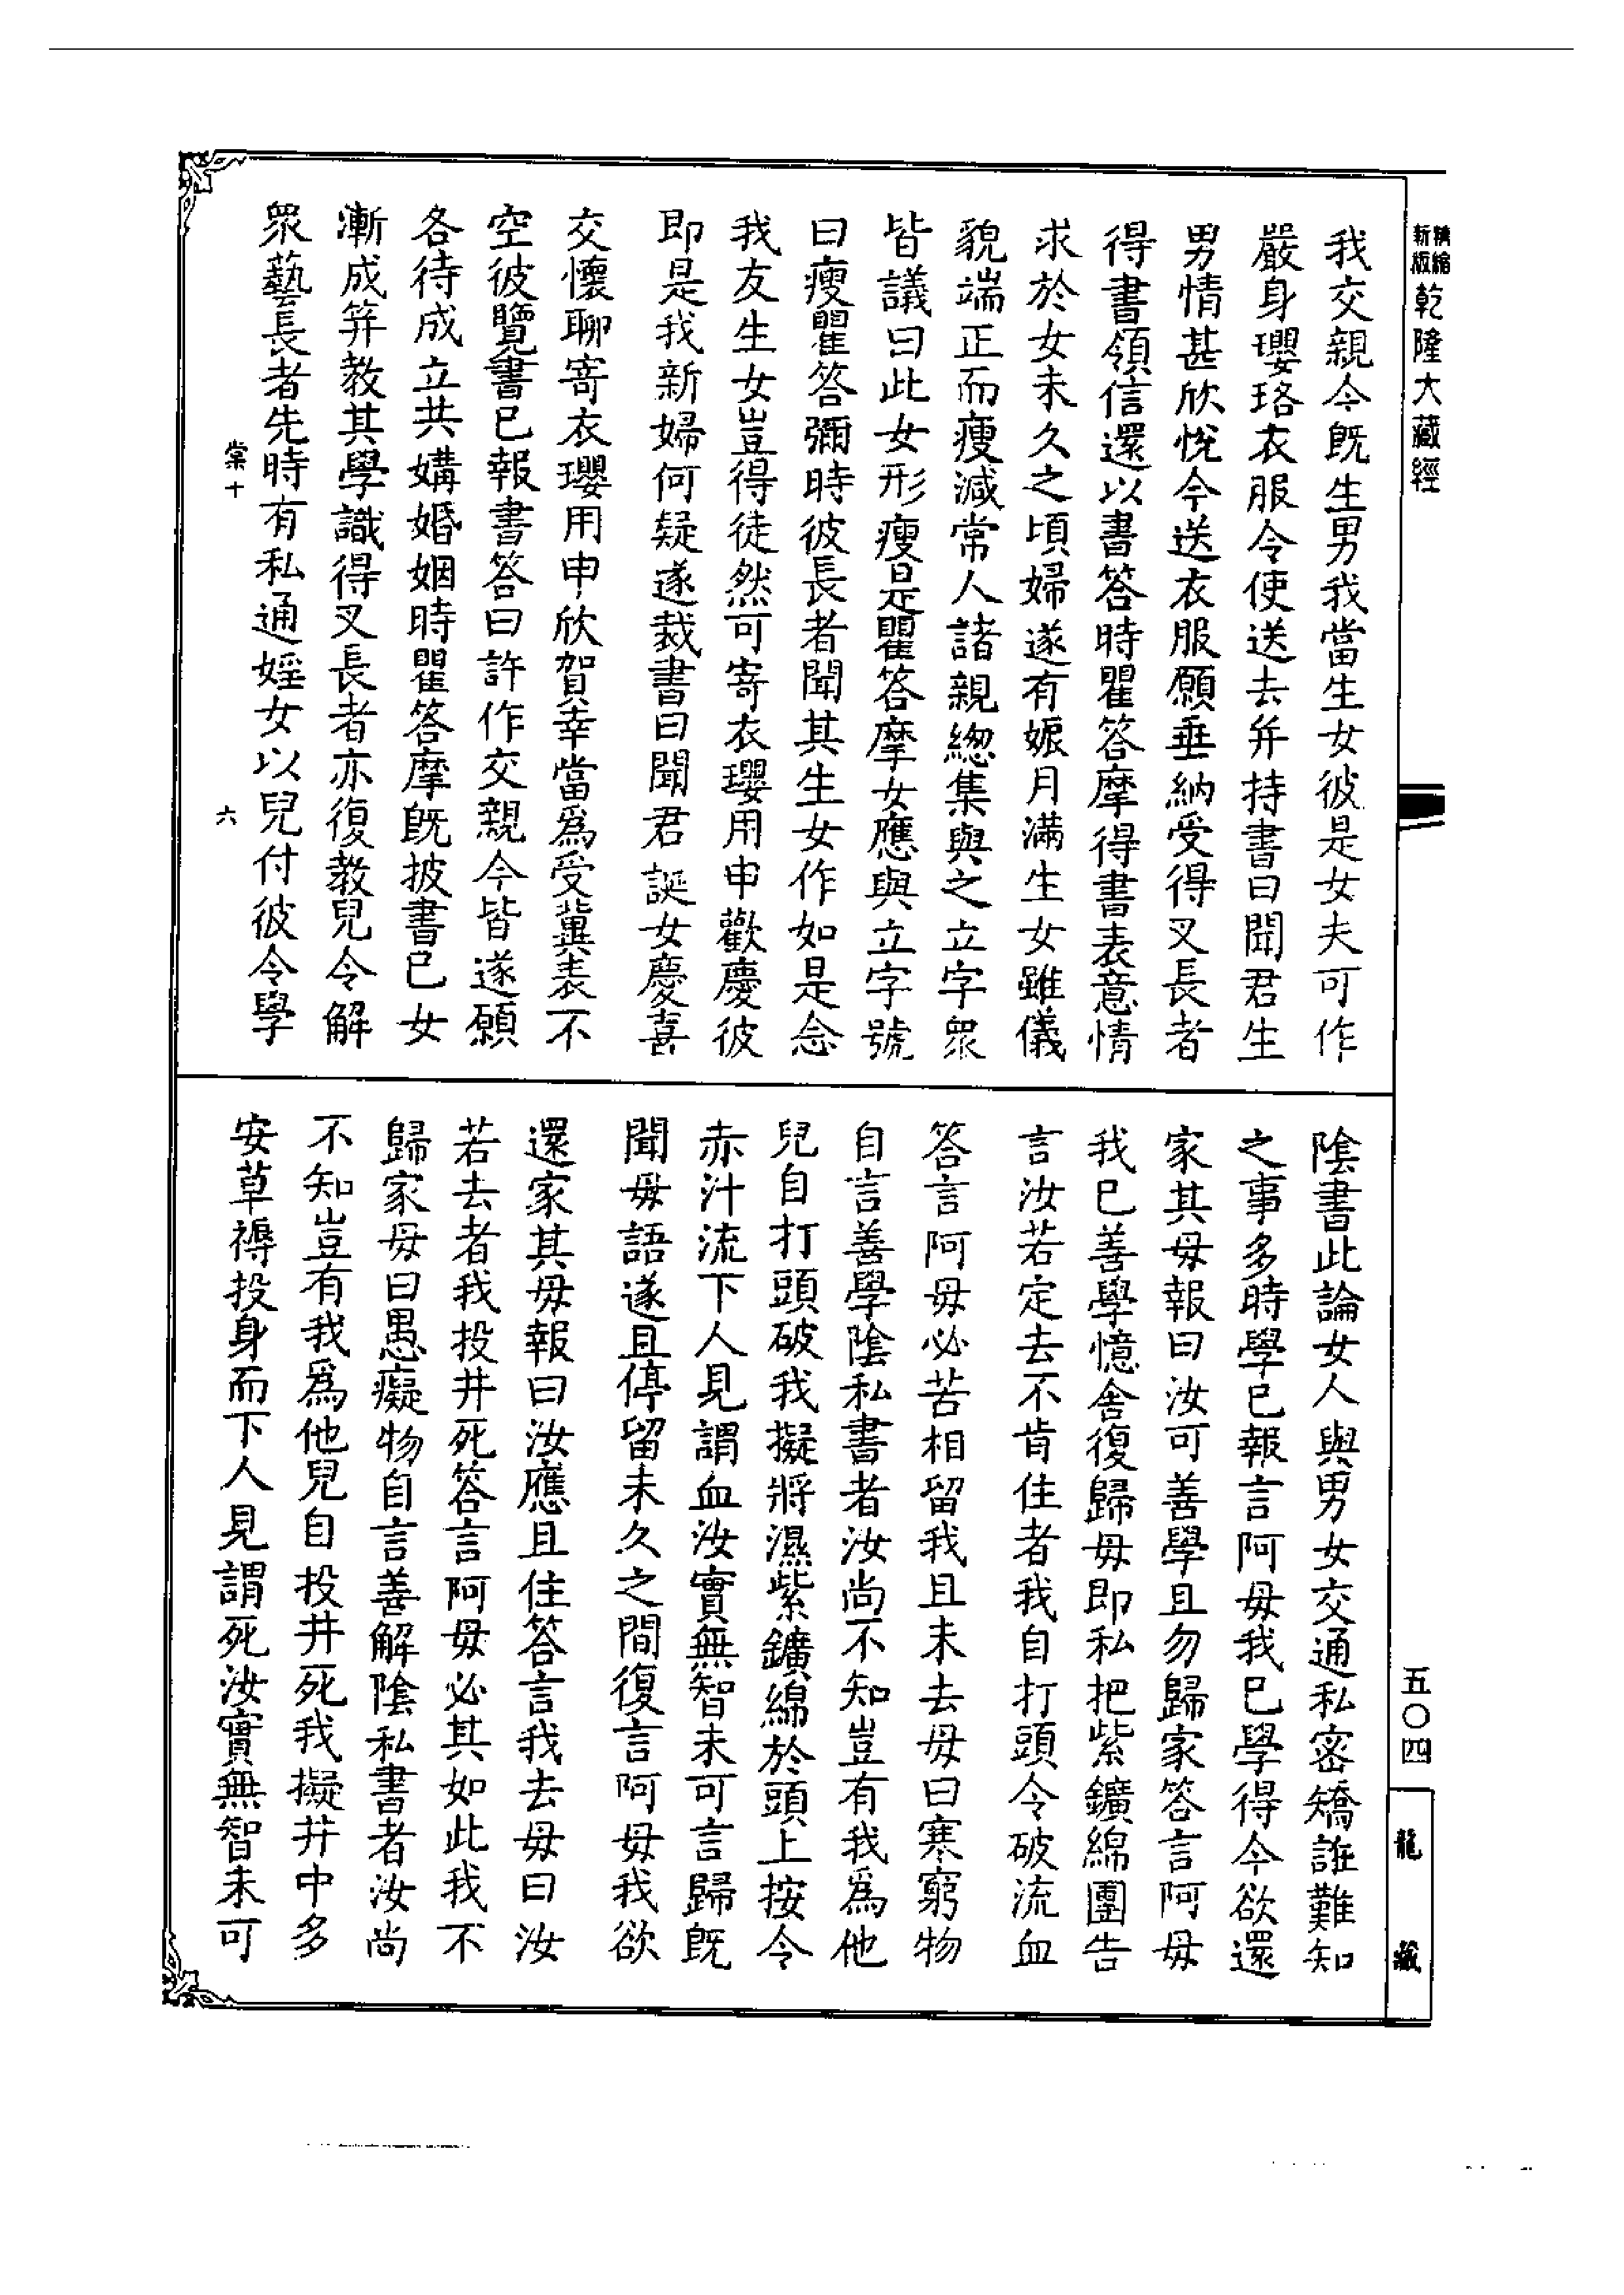 精縮
新版
乾隆大藏經
我交親今既生男我當生女彼是女夫可作
嚴身瓔珞衣服令使送去并持書曰聞君生
男情甚欣悅今送衣服願垂納受得叉長者
得書領信還以書答時瞿答摩得書表意情
求於女未久之頃婦遂有娠月滿生女雖儀
貌端正而瘦減常人諸親緫集與之立字衆
皆議曰此女形瘦是瞿答摩女應與立字號
曰瘦瞿答彌時彼長者聞其生女作如是念
我友生女豈得徒然可寄衣瓔用申歡慶彼
即是我新婦何疑遂裁書曰聞君誕女慶喜
交懷聊寄衣瓔用申欣賀幸當爲受冀表不
空彼覽書已報書答曰許作交親今皆遂願
各待成立共媾婚姻時瞿答摩既披書已女
漸成筓教其學識得叉長者亦復教兒令解
眾藝長者先時有私通婬女以兒付彼令學
棠十
六
陰書此論女人與男女交通私密矯誑難知
之事多時學已報言阿母我已學得今欲還
家其母報曰汝可善學且勿歸家答言阿母
我已善學憶舍復歸母即私把紫鑛綿團告
言汝若定去不肯住者我自打頭令破流血
答言阿母必苦相留我且未去母曰寒窮物
自言善學陰私書者汝尚不知豈有我爲他
兒自打頭破我擬將濕紫鑛綿於頭上按令
赤汁流下人見謂血汝實無智未可言歸既
聞母語遂且停留未久之間復言阿母我欲
還家其母報曰汝應且住答言我去母曰汝
若去者我投井死答言阿母必其如此我不
歸家母曰愚癡物自言善解陰私書者汝尚
不知豈有我爲他兒自投井死我擬井中多
安草褥投身而下人見謂死汝實無智未可
五〇四
龍藏